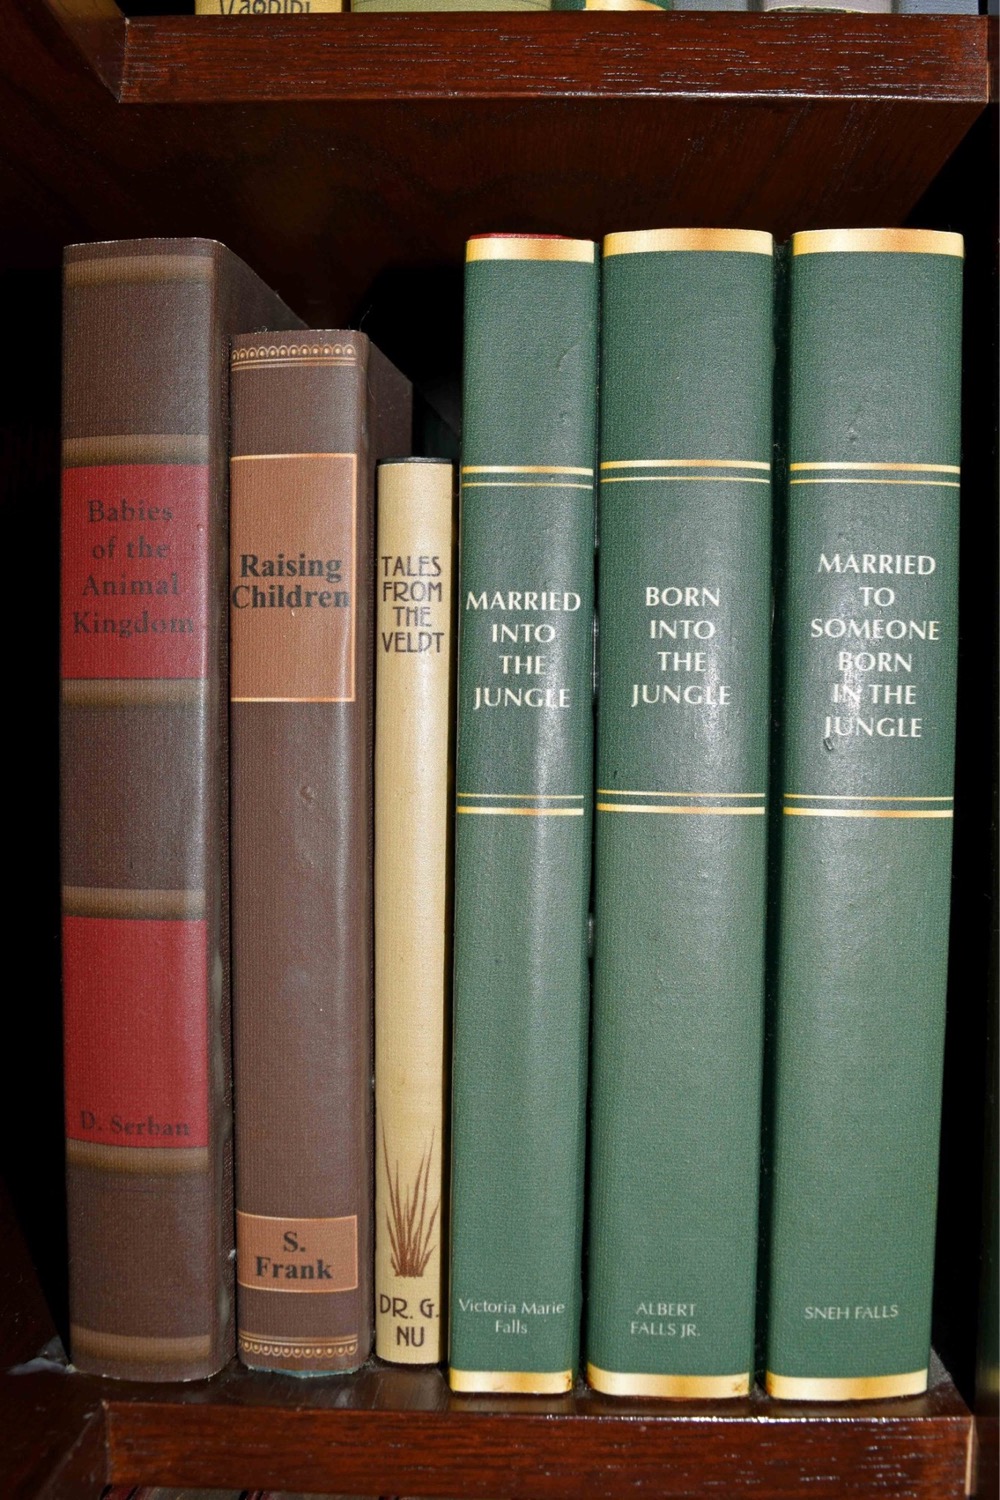 Babies
of the
Animal
Kingdom
D. Serban
Raising
Children
S.
Frank
TALES
FROM
THE
VELDT
DR. G.
NU
MARRIED
INTO
THE
JUNGLE
Victoria Marie
Falls
BORN
INTO
THE
JUNGLE
ALBERT
FALLS JR.
MARRIED
TO
SOMEONE
BORN
IN THE
JUNGLE
SNEH FALLS